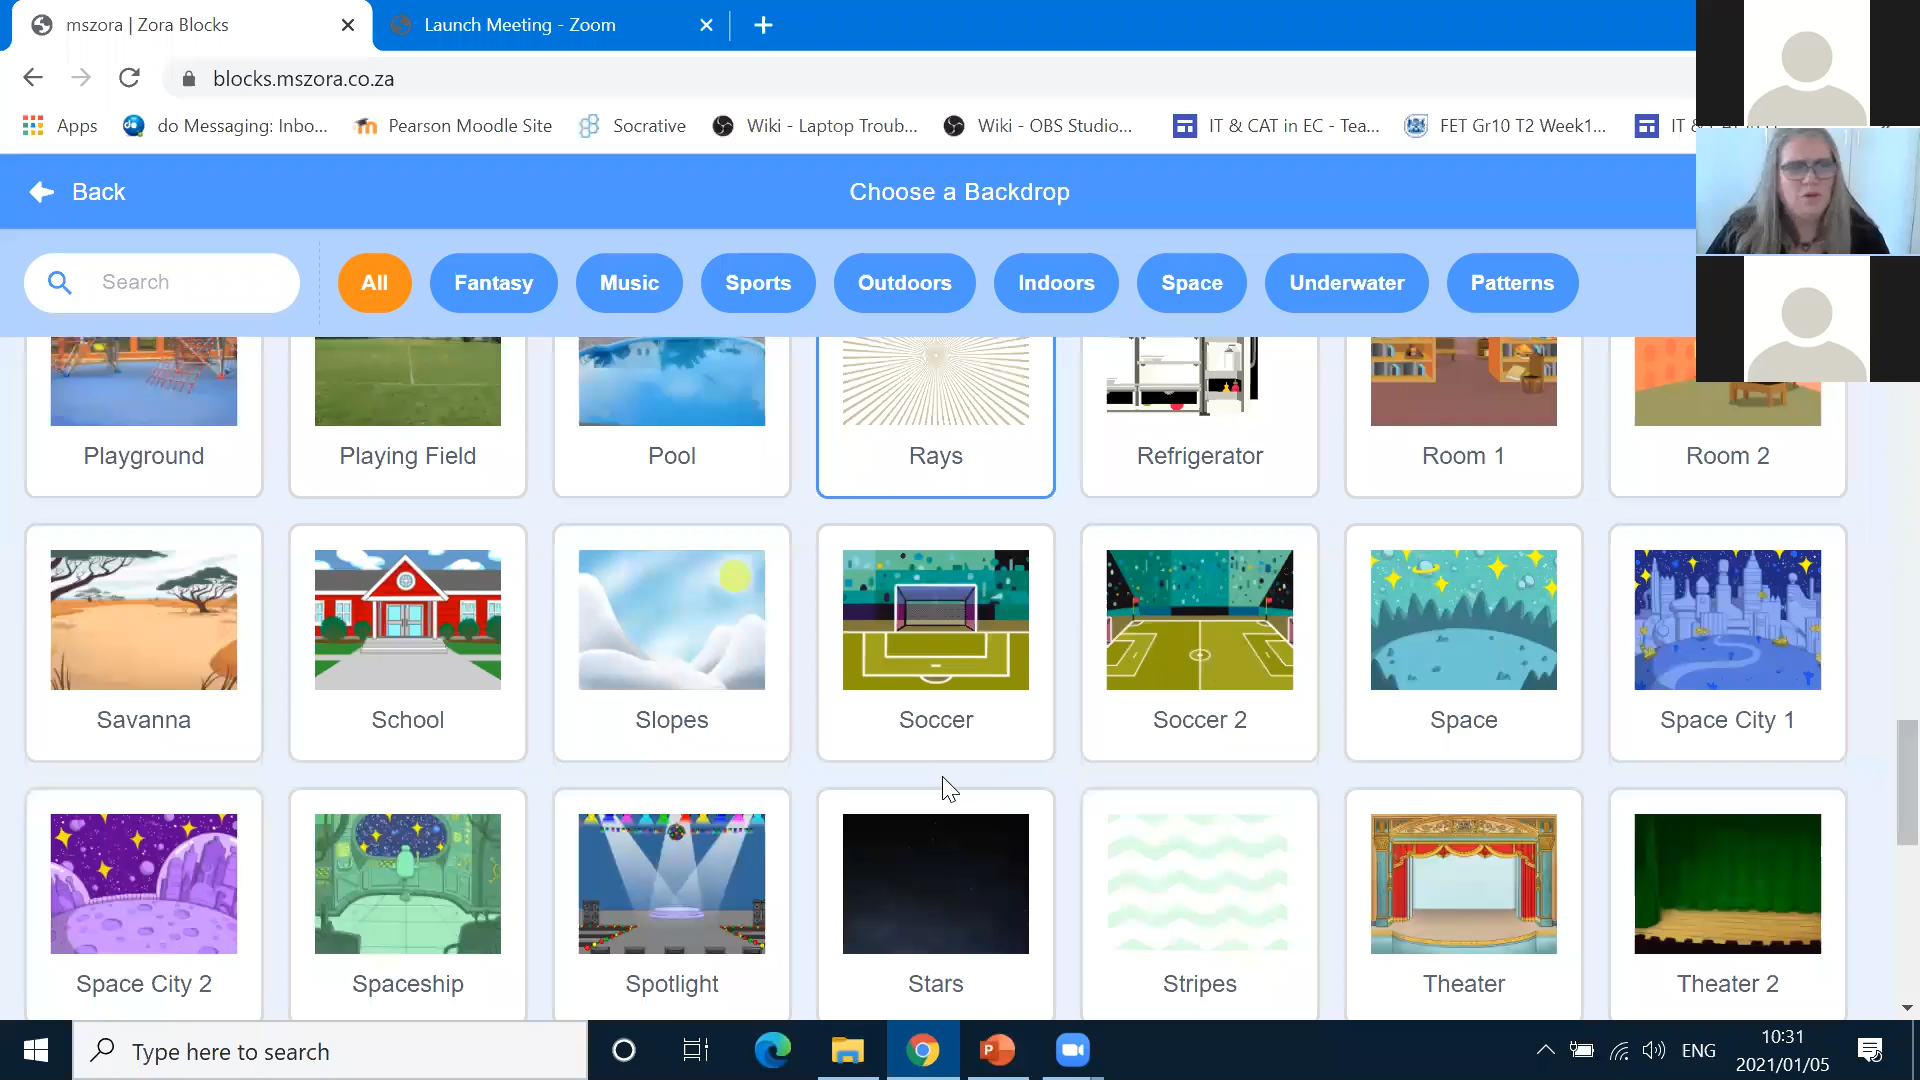 mszora | Zora Blocks
Launch Meeting - Zoom
blocks.mszora.co.za
Apps
do Messaging: Inbo...
Pearson Moodle Site
Socrative
Wiki - Laptop Troub...
Wiki - OBS Studio...
IT & CAT in EC - Tea...
FET Gr10 T2 Week1...
Back
Choose a Backdrop
Search
All
Fantasy
Music
Sports
Outdoors
Indoors
Space
Underwater
Patterns
Playground
Playing Field
Pool
Rays
Refrigerator
Room 1
Room 2
Savanna
School
Slopes
Soccer
Soccer 2
Space
Space City 1
Space City 2
Spaceship
Spotlight
Stars
Stripes
Theater
Theater 2
Type here to search
ENG
10:31
2021/01/05